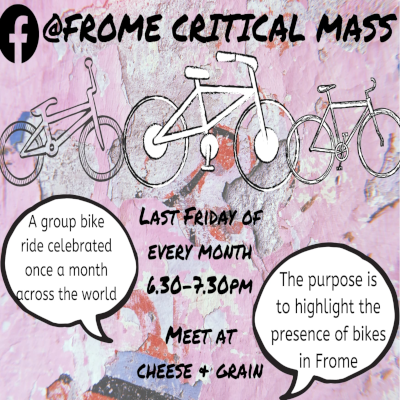 @FROME CRITICAL MASS
A group bike
ride celebrated
once a month
across the world
LAST FRIDAY OF
EVERY MONTH
6.30-7.30PM
MEET AT
CHEESE + GRAIN
The purpose is
to highlight the
presence of bikes
in Frome